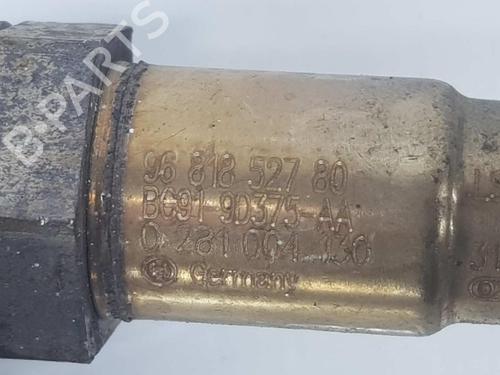 B-PARTS
96 818 527 80
BG91 9D375-AA
0 281 004 130
Germany